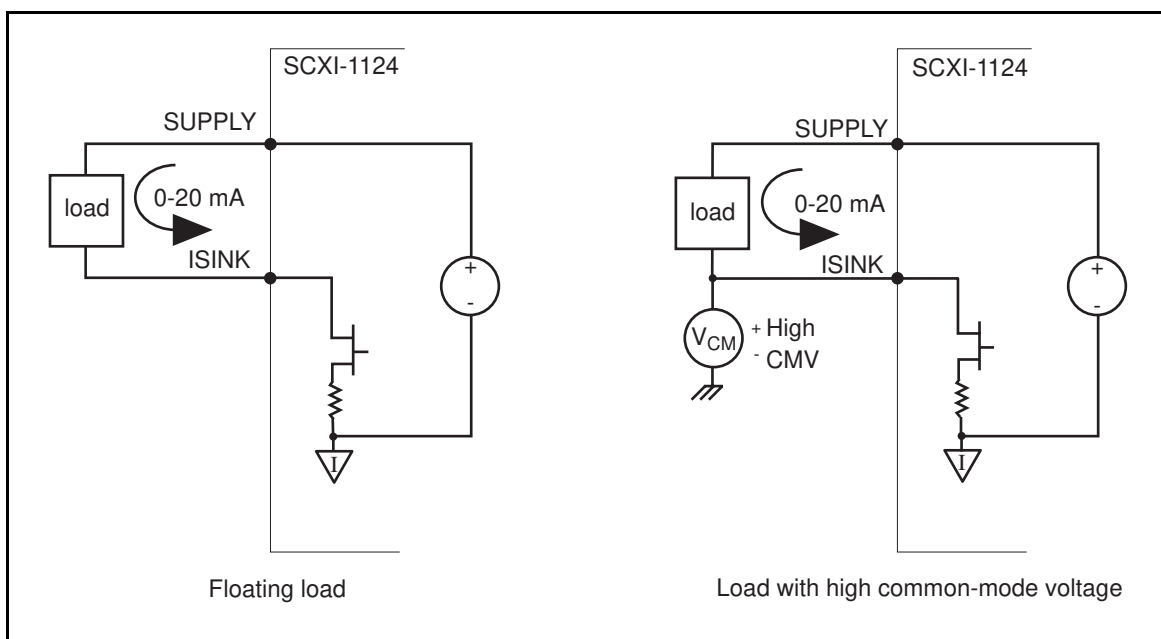 SCXI-1124
SUPPLY
load
0-20 mA
ISINK
+
-
I
Floating load
SCXI-1124
SUPPLY
load
0-20 mA
ISINK
VCM
+ High
- CMV
+
-
I
Load with high common-mode voltage